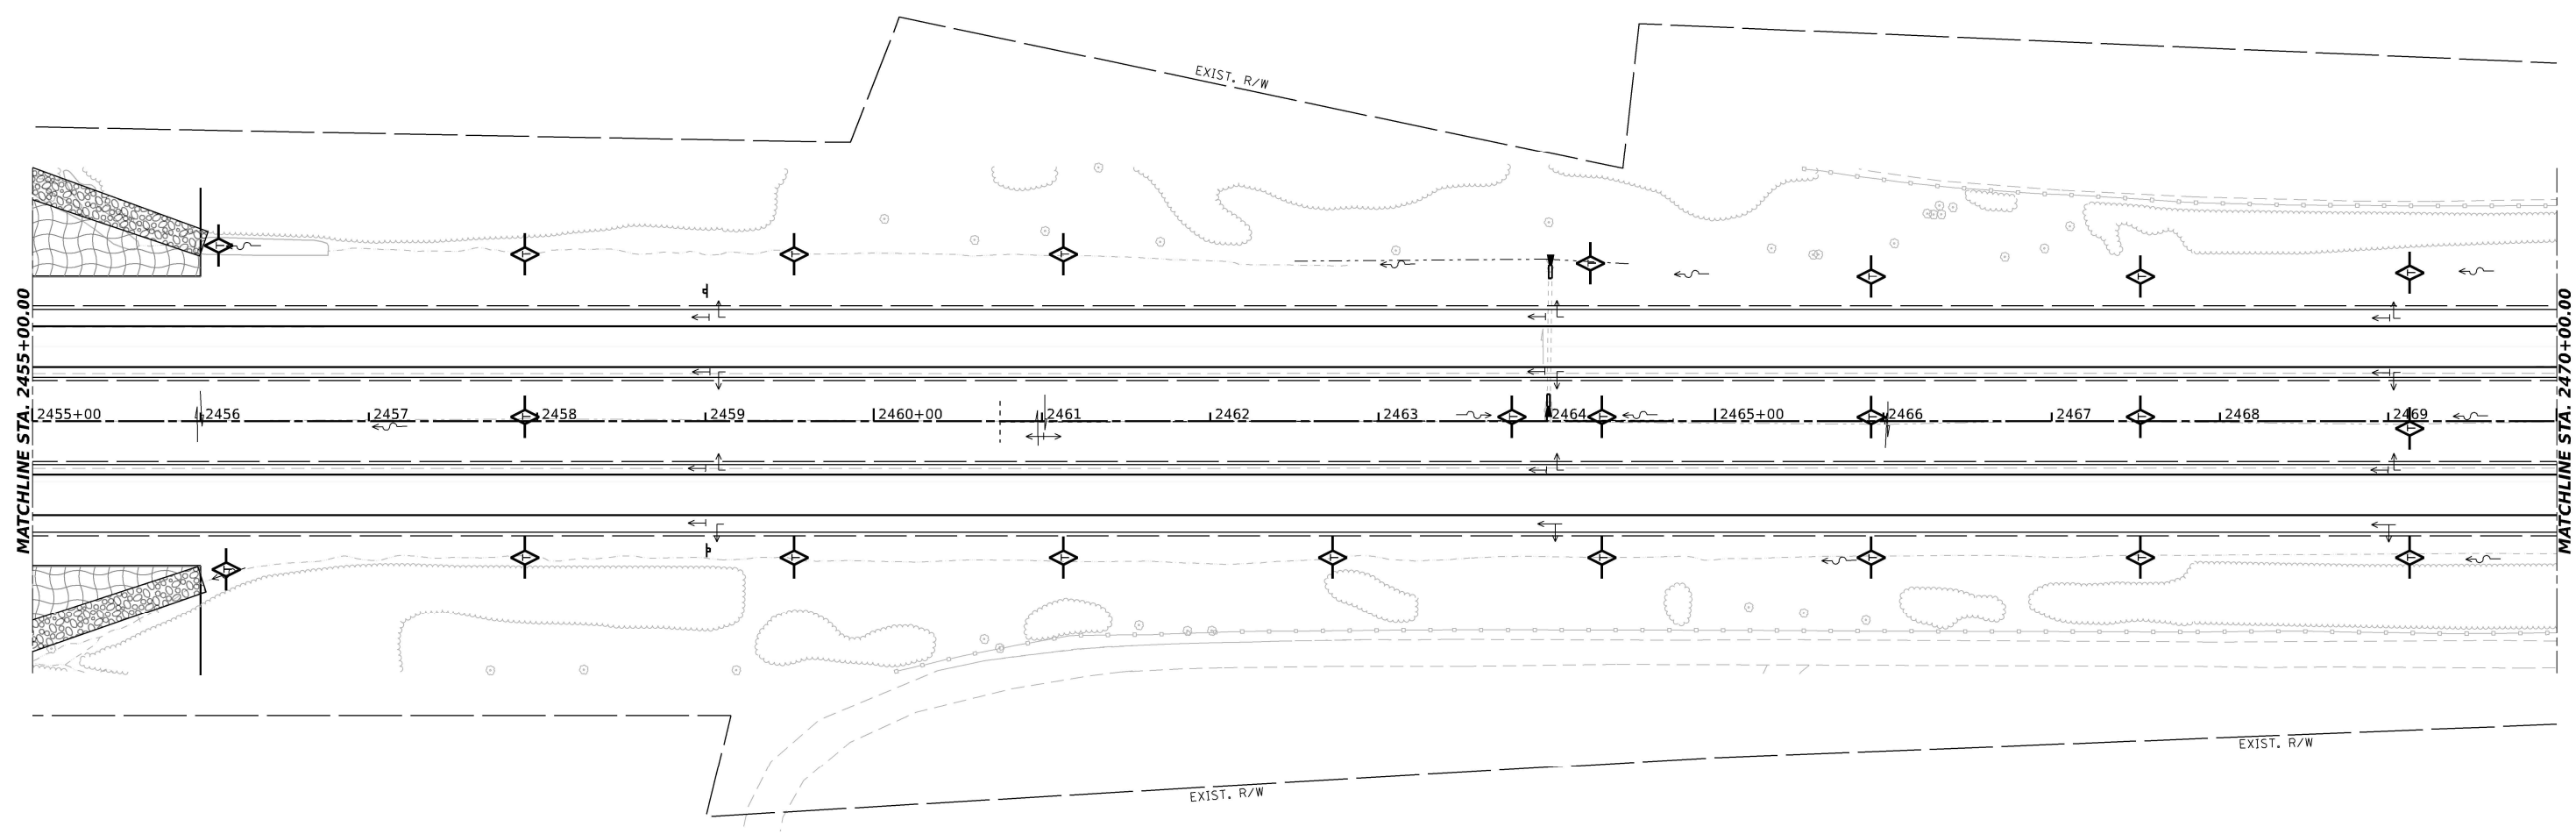 EXIST. R/W
MATCHLINE STA. 2455+00.00
MATCHLINE STA. 2470+00.00
T T T T T T T T
2455+00 2456 2457 2458 2459 2460+00 2461 2462 2463 2464 2465+00 2466 2467 2468 2469
T T T T T T
T T T T T T T T T
EXIST. R/W
EXIST. R/W